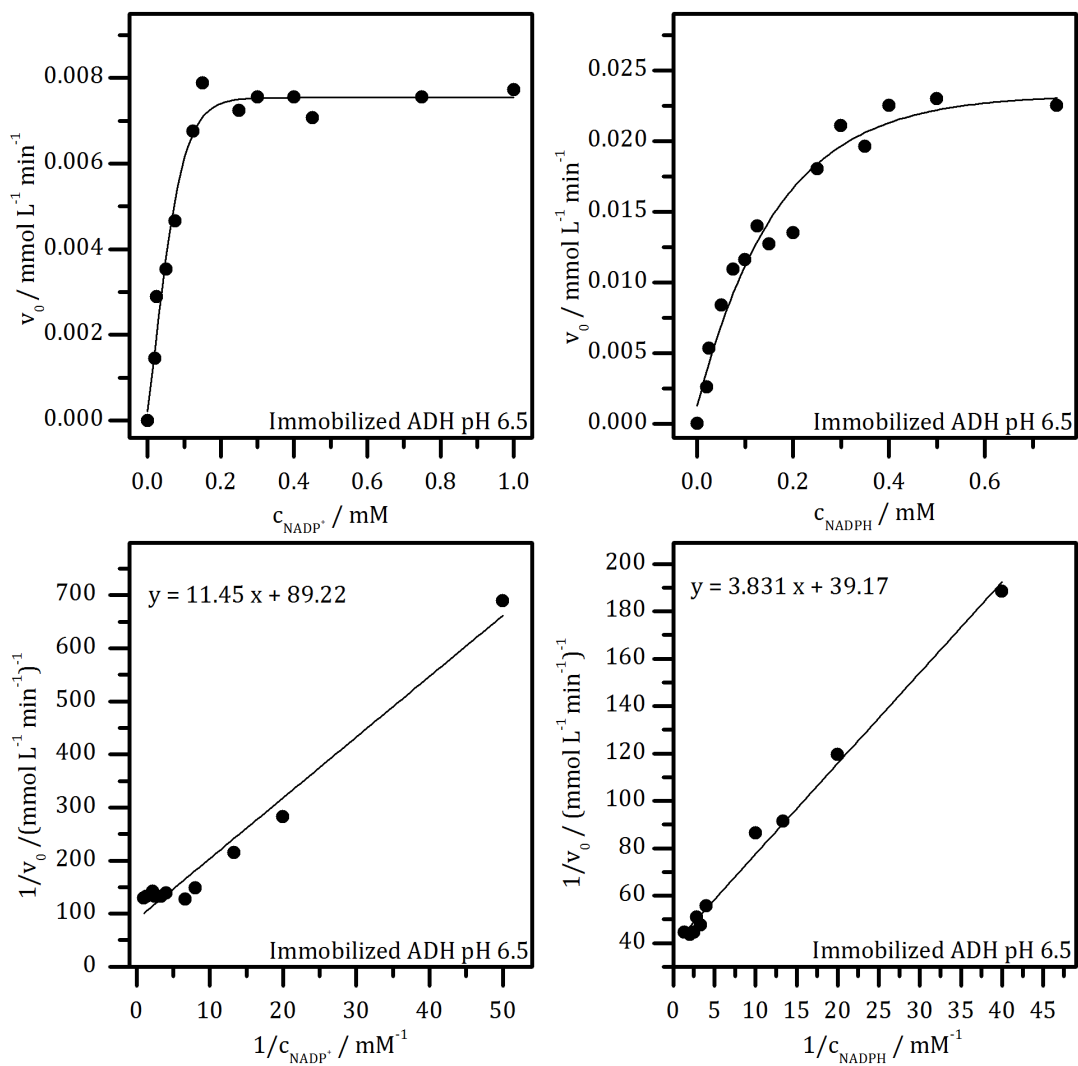 0.008
0.006
0.004
0.002
0.000
v₀ / mmol L⁻¹ min⁻¹
Immobilized ADH pH 6.5
0.0 0.2 0.4 0.6 0.8 1.0
c_NADP⁺ / mM
0.025
0.020
0.015
0.010
0.005
0.000
v₀ / mmol L⁻¹ min⁻¹
Immobilized ADH pH 6.5
0.0 0.2 0.4 0.6
c_NADPH / mM
y = 11.45 x + 89.22
700
600
500
400
300
200
100
0
1/v₀ /(mmol L⁻¹ min⁻¹)⁻¹
Immobilized ADH pH 6.5
0 10 20 30 40 50
1/c_NADP⁺ / mM⁻¹
y = 3.831 x + 39.17
200
180
160
140
120
100
80
60
40
1/v₀ / (mmol L⁻¹ min⁻¹)⁻¹
Immobilized ADH pH 6.5
0 5 10 15 20 25 30 35 40 45
1/c_NADPH / mM⁻¹